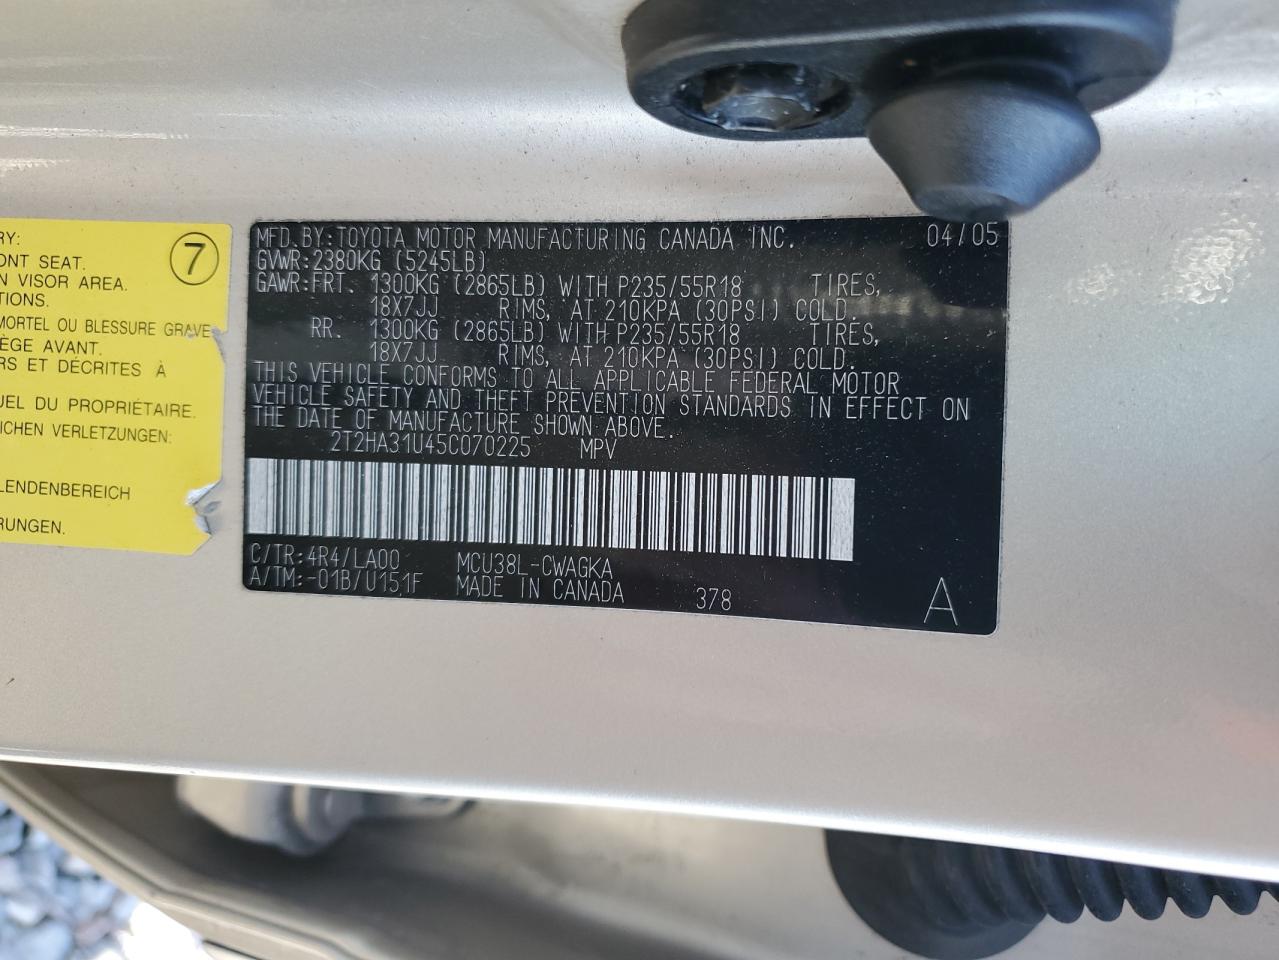 RY:
ONT SEAT.
N VISOR AREA.
TIONS.
7
MORTEL OU BLESSURE GRAVE
ÈGE AVANT.
RS ET DÉCRITES À
UEL DU PROPRIÉTAIRE.
LICHEN VERLETZUNGEN:
LENDENBEREICH
RUNGEN.
MFD. BY: TOYOTA MOTOR MANUFACTURING CANADA INC. 04/05
GVWR: 2380KG (5245LB)
GAWR: FRT. 1300KG (2865LB) WITH P235/55R18 TIRES,
18X7JJ RIMS, AT 210KPA (30PSI) COLD.
RR. 1300KG (2865LB) WITH P235/55R18 TIRES,
18X7JJ RIMS, AT 210KPA (30PSI) COLD.
THIS VEHICLE CONFORMS TO ALL APPLICABLE FEDERAL MOTOR
VEHICLE SAFETY AND THEFT PREVENTION STANDARDS IN EFFECT ON
THE DATE OF MANUFACTURE SHOWN ABOVE.
2T2HA31U45C070225 MPV
C/TR: 4R4/LA00 MCU38L-CWAGKA
A/TM: -01B/U151F MADE IN CANADA 378 A